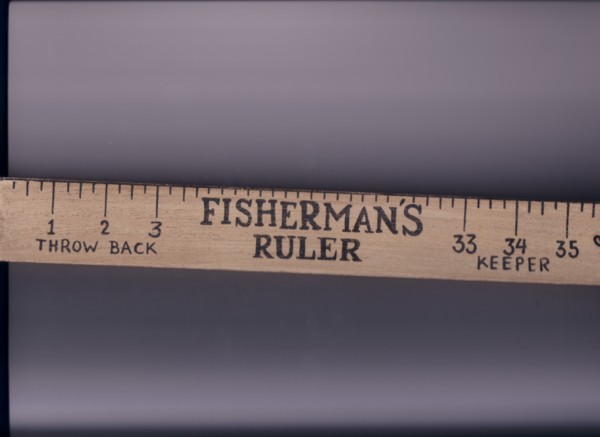 FISHERMAN'S
RULER
1 2 3 33 34 35
THROW BACK KEEPER